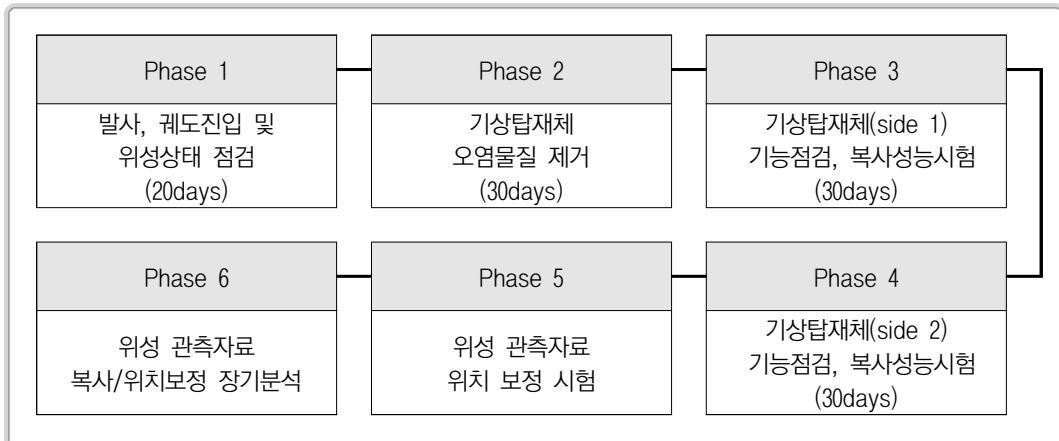 Phase 1
발사, 궤도진입 및
위성상태 점검
(20days)
Phase 2
기상탑재체
오염물질 제거
(30days)
Phase 3
기상탑재체(side 1)
기능점검, 복사성능시험
(30days)
Phase 4
기상탑재체(side 2)
기능점검, 복사성능시험
(30days)
Phase 5
위성 관측자료
위치 보정 시험
Phase 6
위성 관측자료
복사/위치보정 장기분석